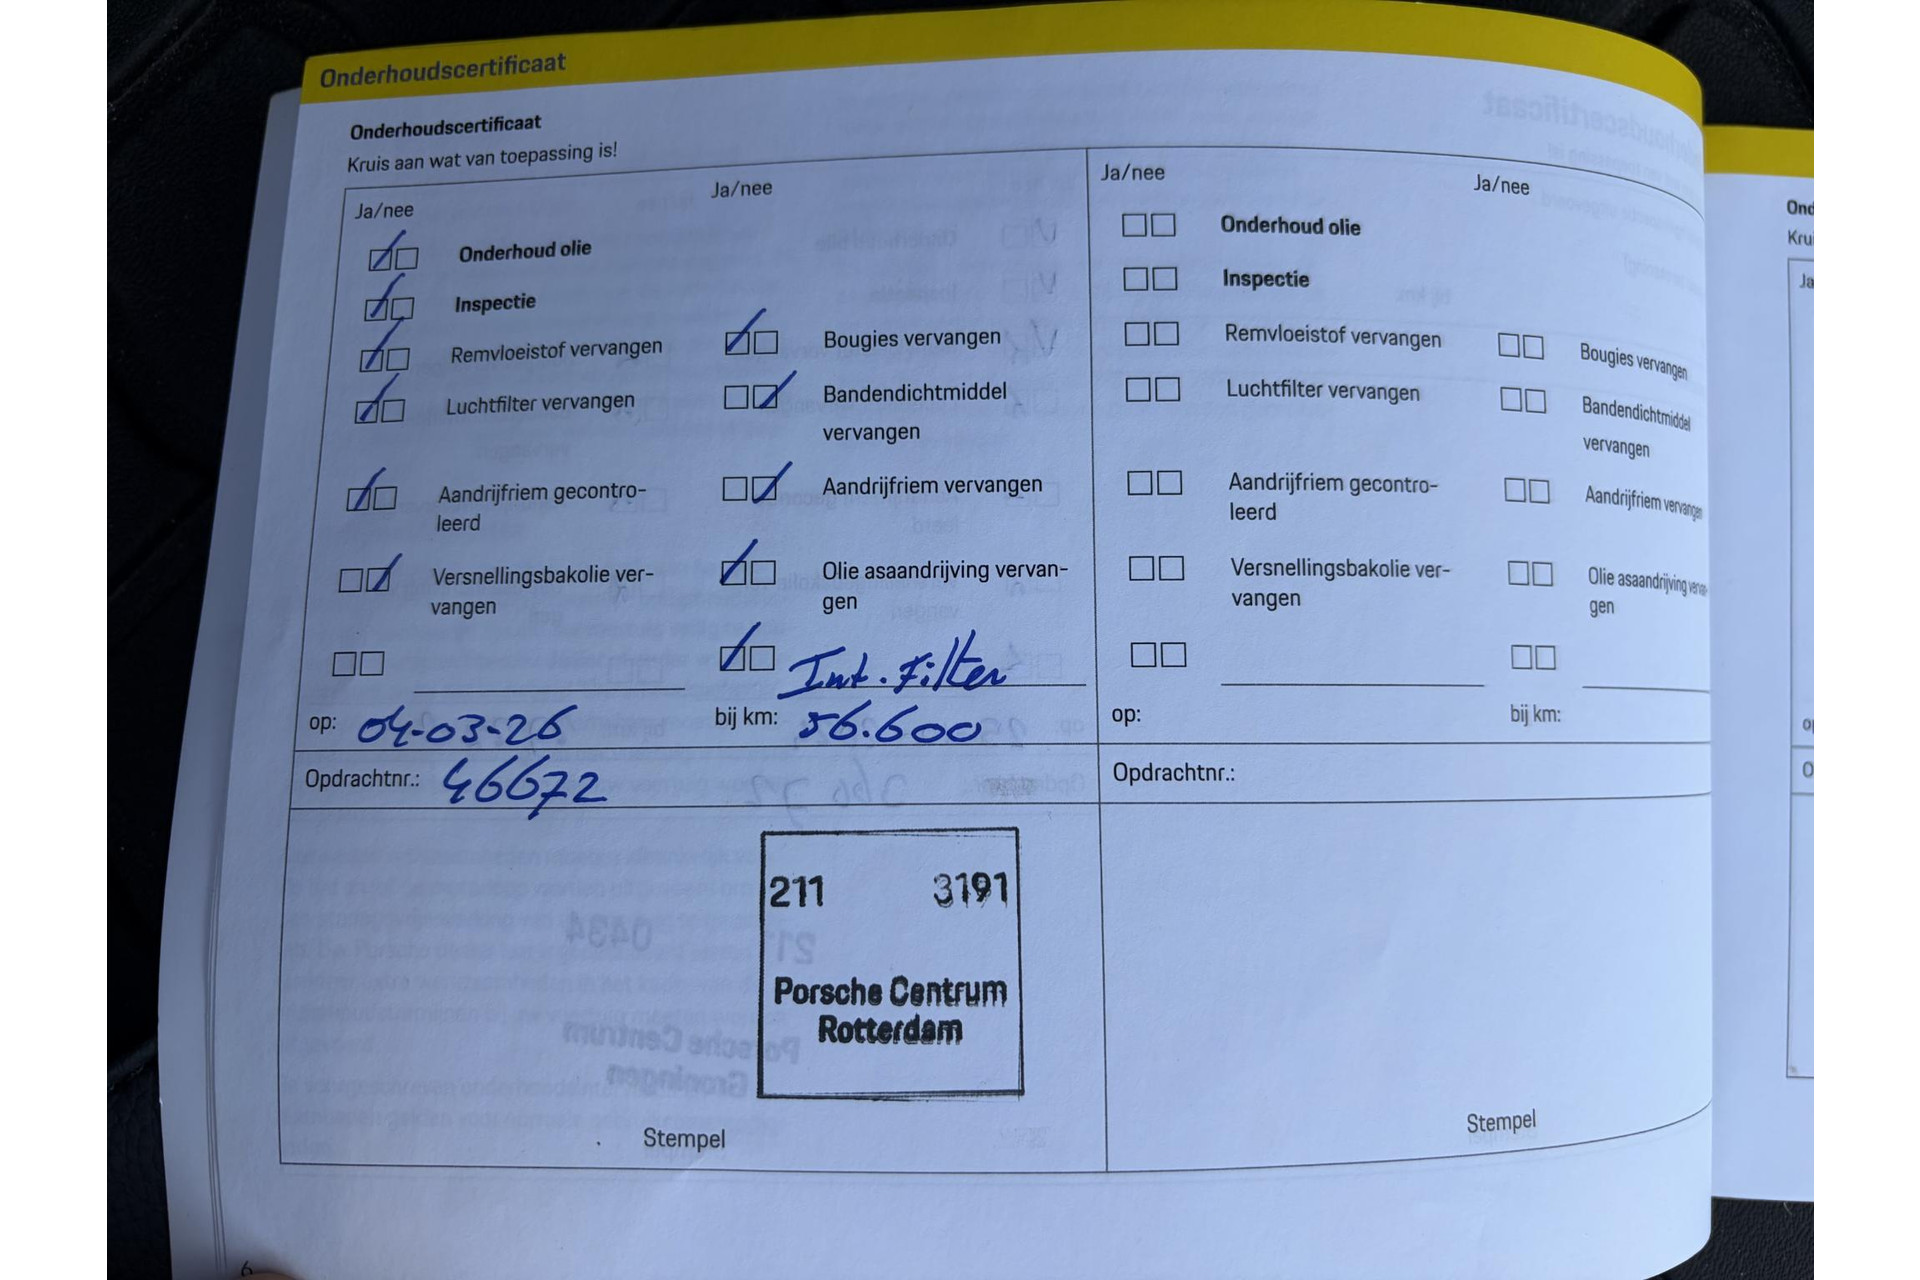 Onderhoudscertificaat
Onderhoudscertificaat
Kruis aan wat van toepassing is!
Ja/nee
Ja/nee
Onderhoud olie
Inspectie
Remvloeistof vervangen
Bougies vervangen
Luchtfilter vervangen
Bandendichtmiddel
vervangen
Aandrijfriem gecontro-
leerd
Aandrijfriem vervangen
Versnellingsbakolie ver-
vangen
Olie asaandrijving vervan-
gen
Int. Filter
op: 04-03-26
bij km: 56.600
Opdrachtnr.: 46672
211 3191
Porsche Centrum
Rotterdam
Stempel
Ja/nee
Ja/nee
Onderhoud olie
Inspectie
Remvloeistof vervangen
Bougies vervangen
Luchtfilter vervangen
Bandendichtmiddel
vervangen
Aandrijfriem gecontro-
leerd
Aandrijfriem vervangen
Versnellingsbakolie ver-
vangen
Olie asaandrijving vervan-
gen
op:
bij km:
Opdrachtnr.:
Stempel
6
Ond
Krui
Ja